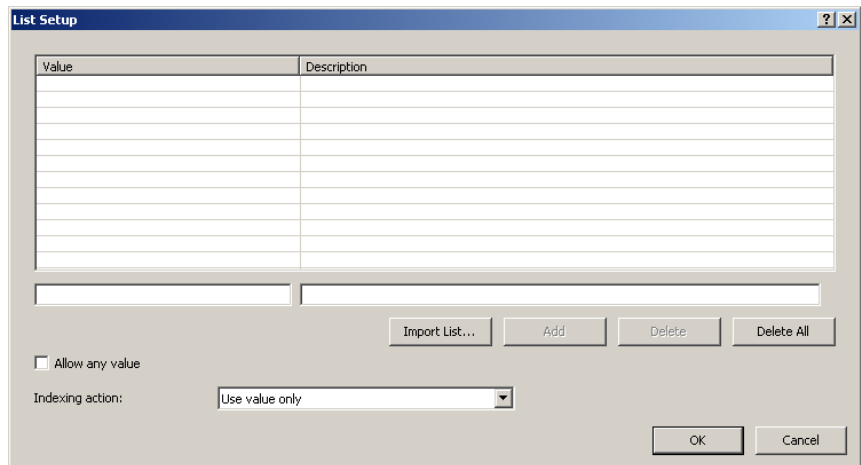 List Setup
Value Description
Import List... Add Delete Delete All
Allow any value
Indexing action: Use value only
OK Cancel